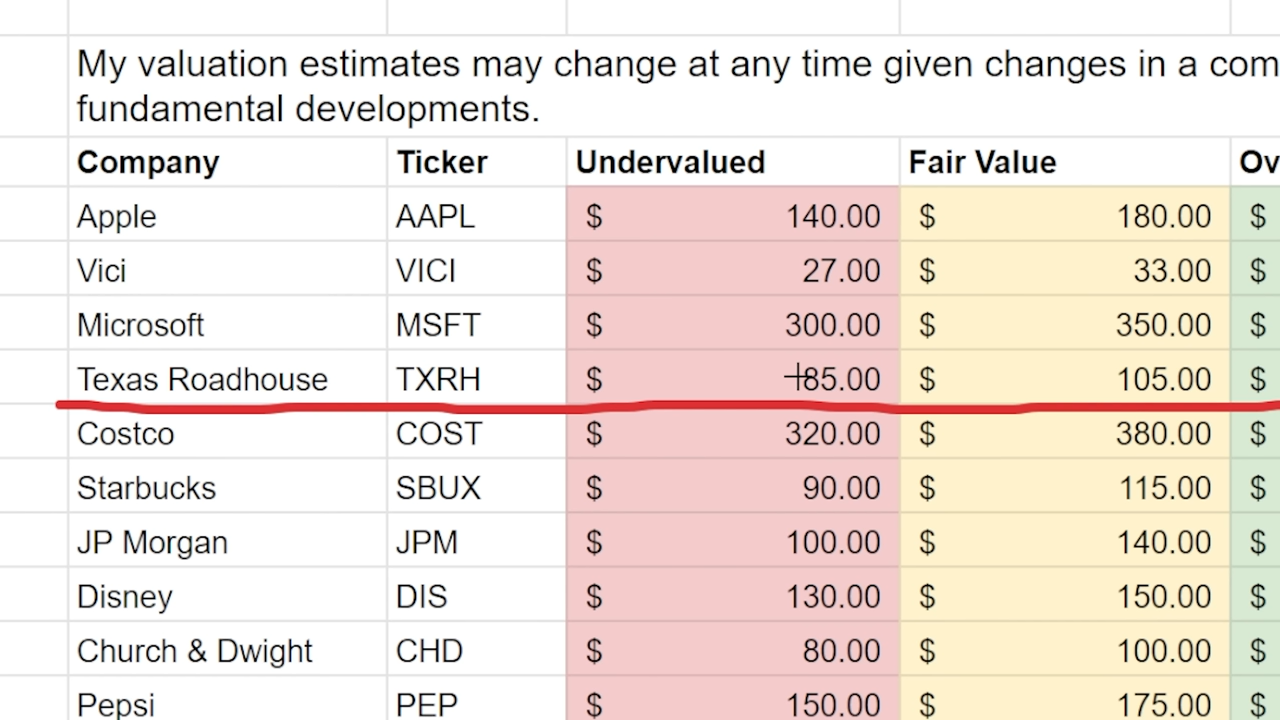 My valuation estimates may change at any time given changes in a com
fundamental developments.
Company Ticker Undervalued Fair Value Ov
Apple AAPL $ 140.00 $ 180.00 $
Vici VICI $ 27.00 $ 33.00 $
Microsoft MSFT $ 300.00 $ 350.00 $
Texas Roadhouse TXRH $ 85.00 $ 105.00 $
Costco COST $ 320.00 $ 380.00 $
Starbucks SBUX $ 90.00 $ 115.00 $
JP Morgan JPM $ 100.00 $ 140.00 $
Disney DIS $ 130.00 $ 150.00 $
Church & Dwight CHD $ 80.00 $ 100.00 $
Pepsi PEP $ 150.00 $ 175.00 $